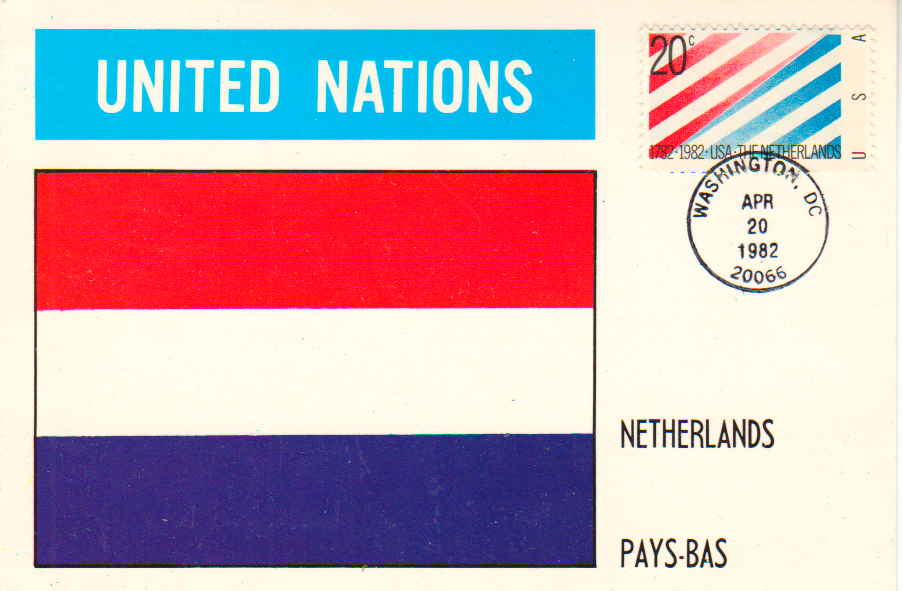 UNITED NATIONS
20c
USA
1782·1982·USA·THE NETHERLANDS
WASHINGTON, DC
APR
20
1982
20066
NETHERLANDS
PAYS-BAS